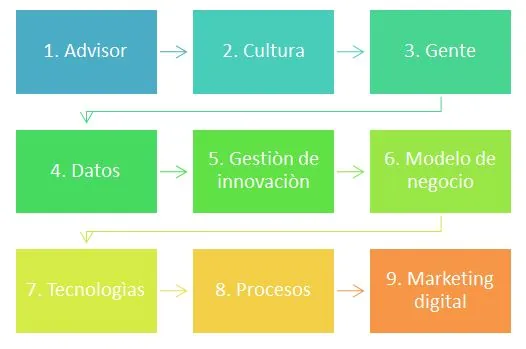 1. Advisor
2. Cultura
3. Gente
4. Datos
5. Gestiòn de
innovaciòn
6. Modelo de
negocio
7. Tecnologìas
8. Procesos
9. Marketing
digital